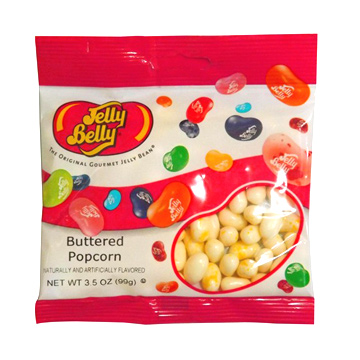 Jelly
Belly
THE ORIGINAL GOURMET JELLY BEAN
Buttered
Popcorn
NATURALLY AND ARTIFICIALLY FLAVORED
NET WT 3.5 OZ (99g)